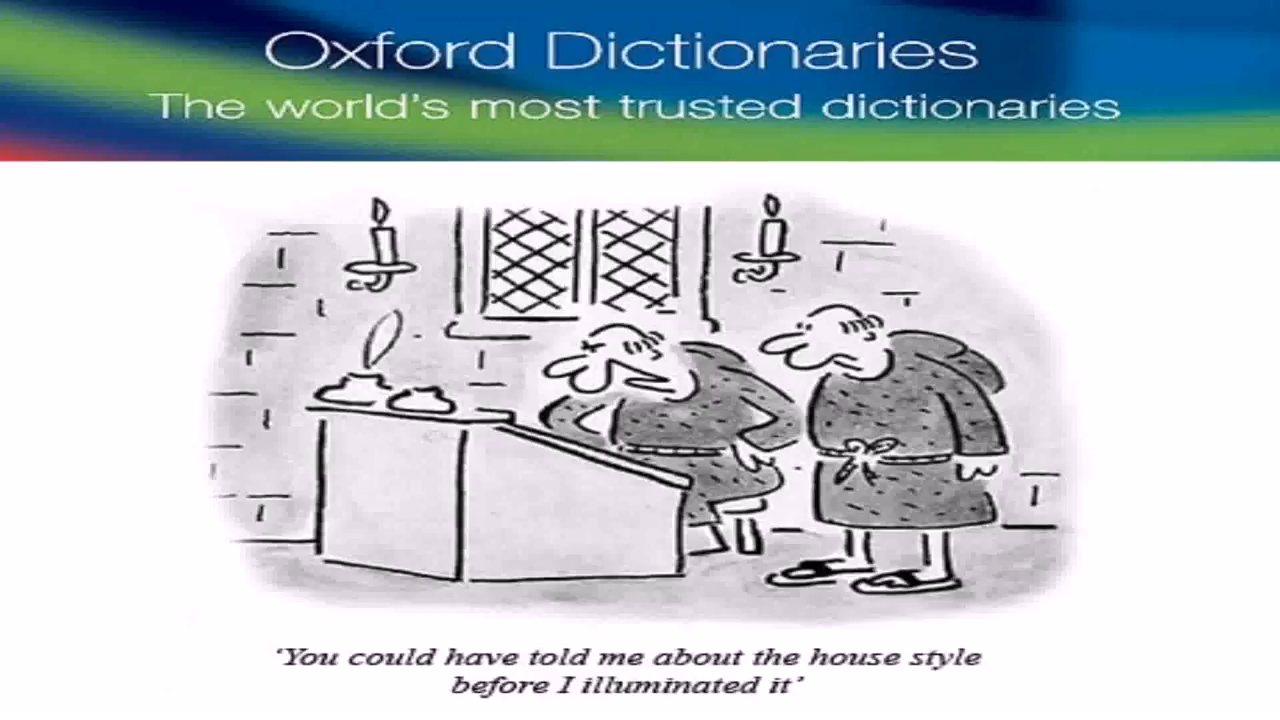 Oxford Dictionaries
The world's most trusted dictionaries
‘You could have told me about the house style
before I illuminated it’